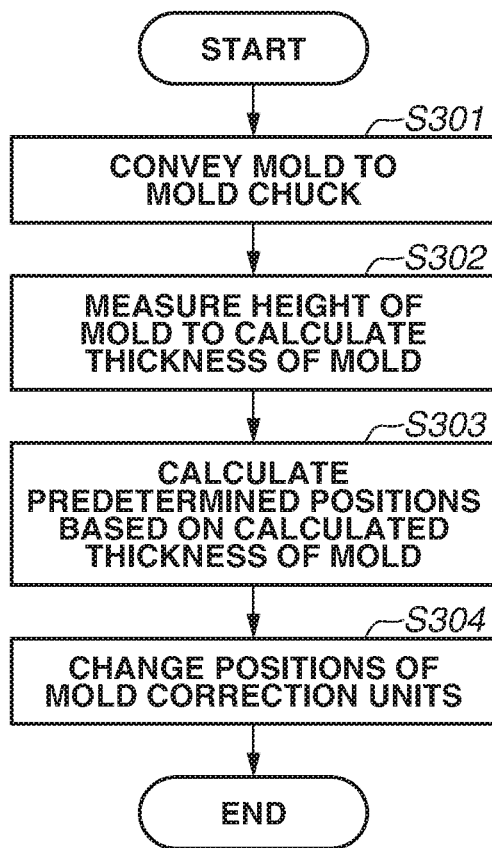 START
S301
CONVEY MOLD TO
MOLD CHUCK
S302
MEASURE HEIGHT OF
MOLD TO CALCULATE
THICKNESS OF MOLD
S303
CALCULATE
PREDETERMINED POSITIONS
BASED ON CALCULATED
THICKNESS OF MOLD
S304
CHANGE POSITIONS OF
MOLD CORRECTION UNITS
END